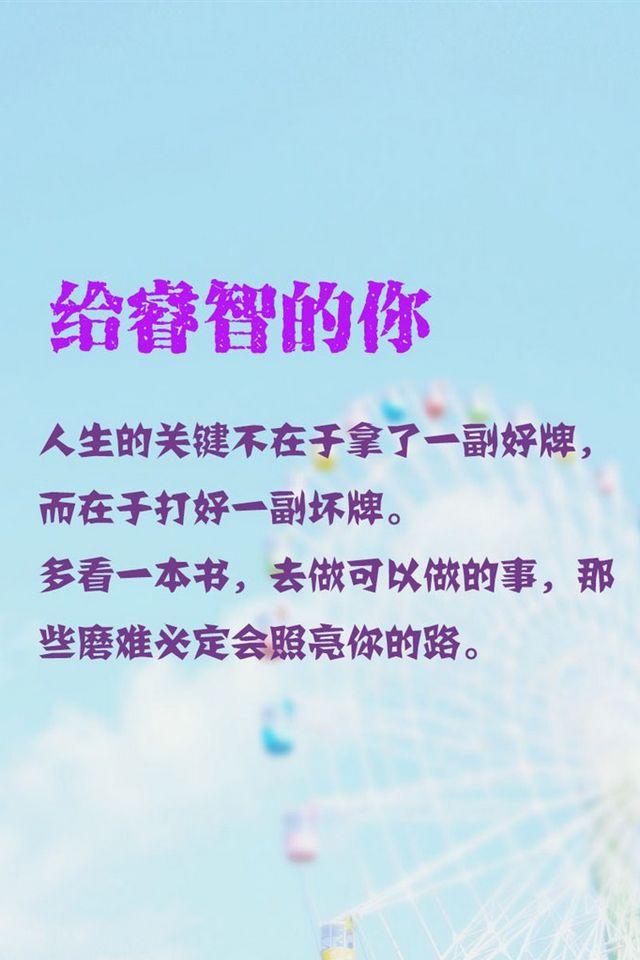 给睿智的你
人生的关键不在于拿了一副好牌，
而在于打好一副坏牌。
多看一本书，去做可以做的事，那
些磨难必定会照亮你的路。